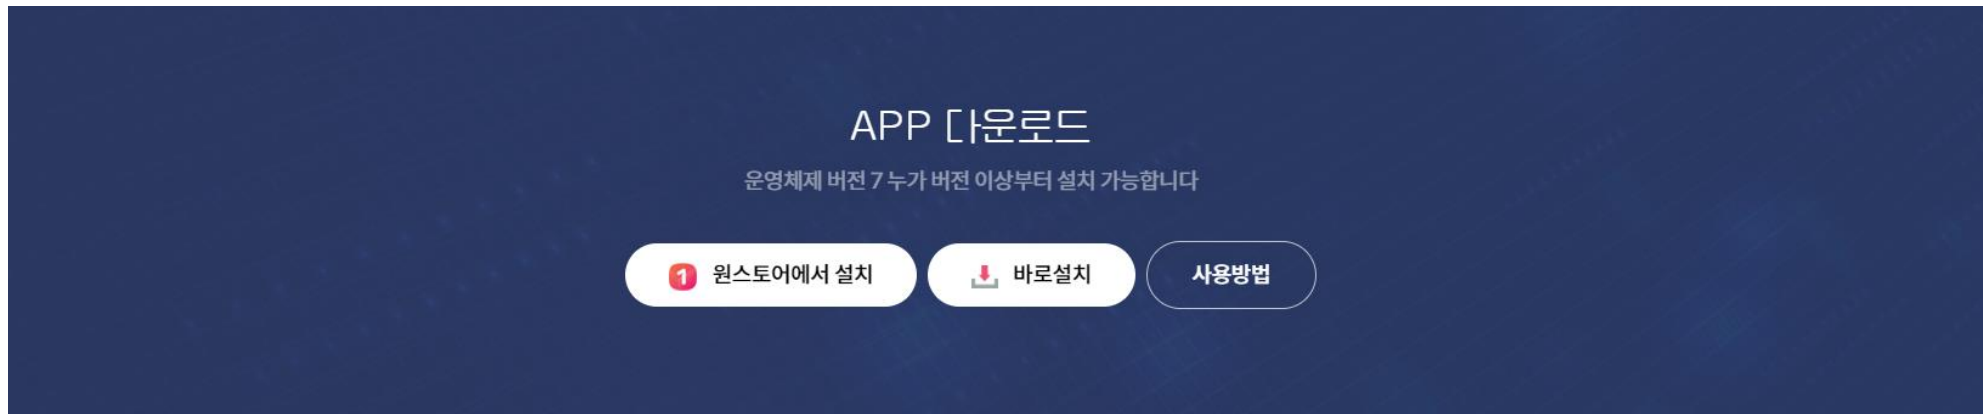 APP 다운로드
운영체제 버전 7 누가 버전 이상부터 설치 가능합니다
1 원스토어에서 설치 바로설치 사용방법